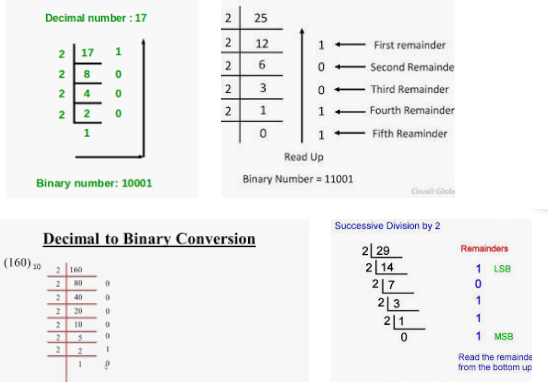 Decimal number : 17
2 17 1
2 8 0
2 4 0
2 2 0
1
Binary number: 10001
2 25
2 12 1 First remainder
2 6 0 Second Remainde
2 3 0 Third Remainder
2 1 1 Fourth Remainder
0 1 Fifth Reaminder
Read Up
Binary Number = 11001
Circuit Glob
Decimal to Binary Conversion
(160) 10
2 160
2 80 0
2 40 0
2 20 0
2 10 0
2 5 0
2 2 1
1 0
Successive Division by 2
2 29 Remainders
2 14 1 LSB
2 7 0
2 3 1
2 1 1
0 1 MSB
Read the remainde
from the bottom up